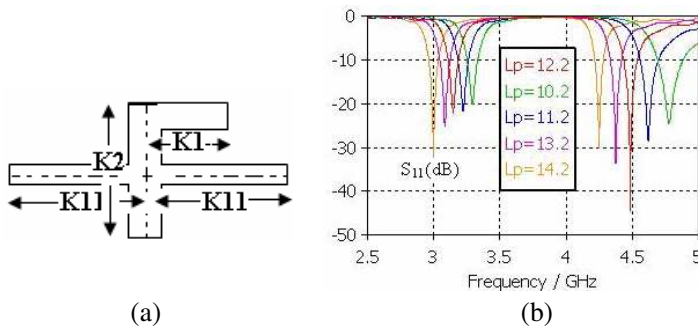 K1
K2
K11 K11
(a)
0
-10
-20
-30
-40
-50
Lp=12.2
Lp=10.2
Lp=11.2
Lp=13.2
Lp=14.2
S11(dB)
2.5 3 3.5 4 4.5 5
Frequency / GHz
(b)